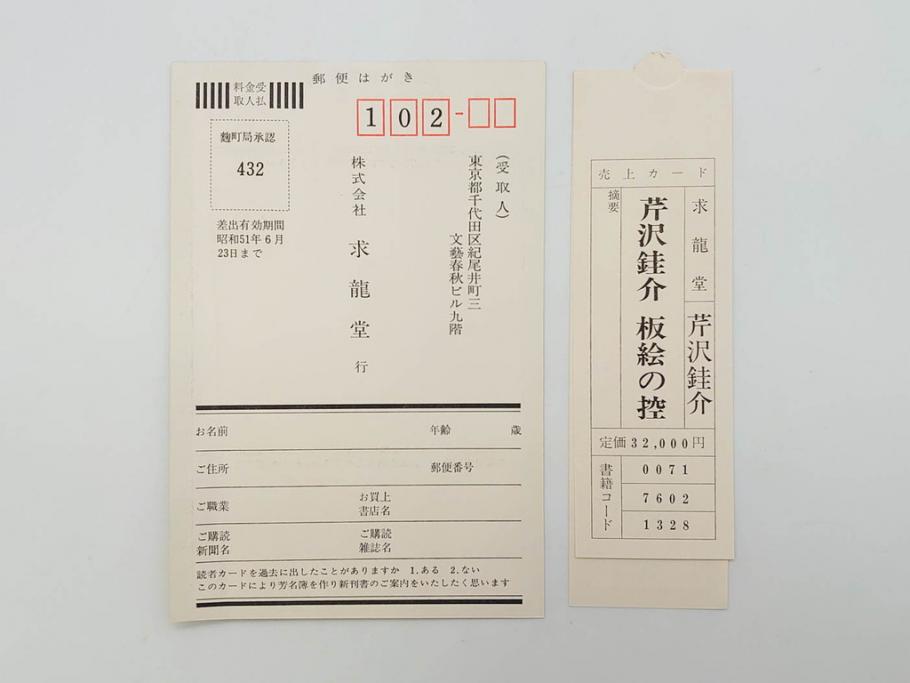 郵便はがき
料金受
取人払
102-
麹町局承認
432
差出有効期間
昭和51年6月
23日まで
(受取人)
東京都千代田区紀尾井町三
文藝春秋ビル九階
株式会社 求龍堂 行
お名前 年齢 歳
ご住所 郵便番号
ご職業 お買上
書店名
ご購読
新聞名
ご購読
雑誌名
読者カードを過去に出したことがありますか 1.ある 2.ない
このカードにより芳名簿を作り新刊書のご案内をいたしたく思います
売上カード
求龍堂
芹沢銈介
摘要
芹沢銈介 板絵の控
定価32,000円
書籍コード
0071
7602
1328